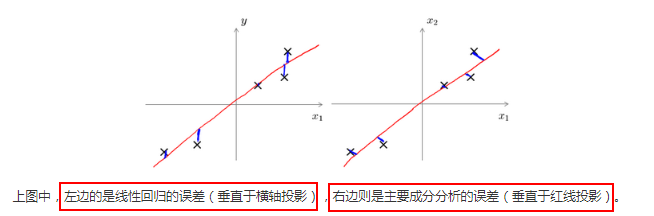 y
x₂
x₁
x₁
上图中，左边的是线性回归的误差（垂直于横轴投影），右边则是主要成分分析的误差（垂直于红线投影）。